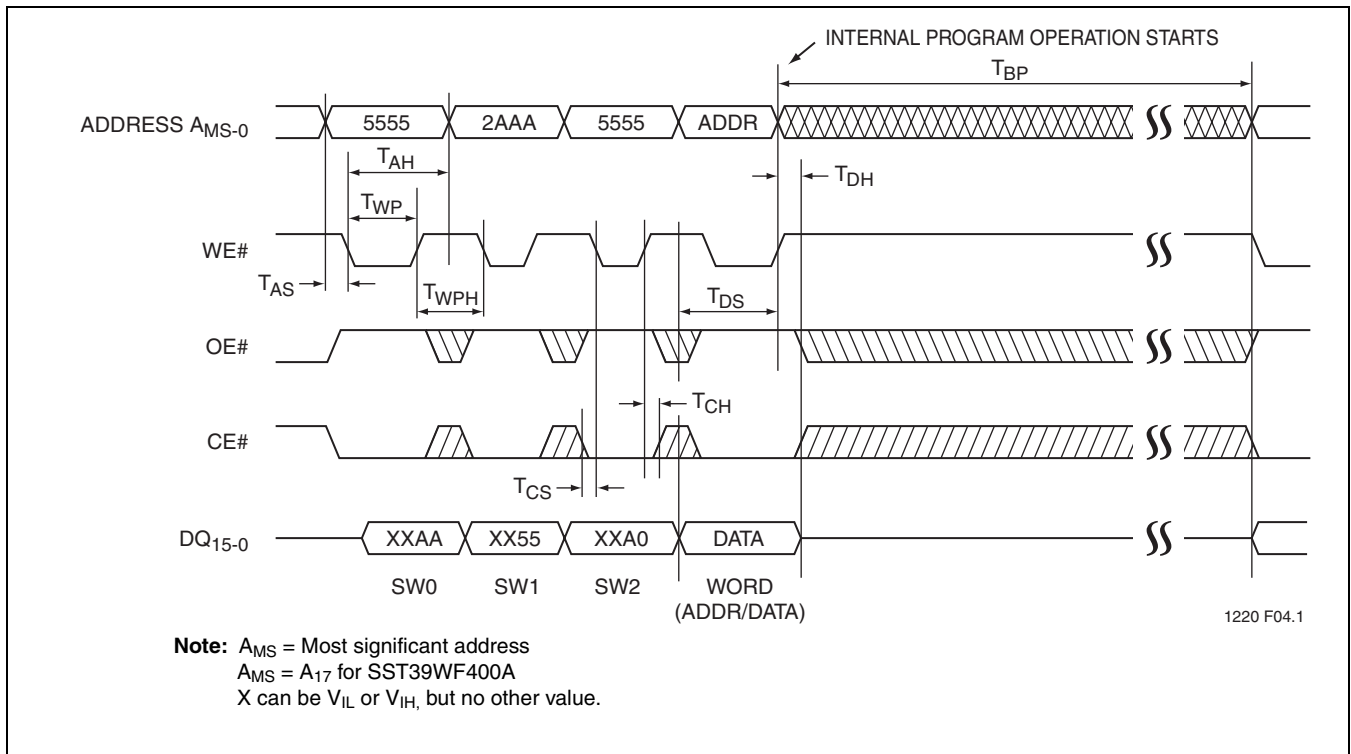 INTERNAL PROGRAM OPERATION STARTS
TBP
ADDRESS AMS-0
5555 2AAA 5555 ADDR
TAH
TDH
TWP
WE#
TAS
TWPH
TDS
OE#
TCH
CE#
TCS
DQ15-0
XXAA XX55 XXA0 DATA
SW0 SW1 SW2 WORD
(ADDR/DATA)
1220 F04.1
Note: AMS = Most significant address
AMS = A17 for SST39WF400A
X can be VIL or VIH, but no other value.